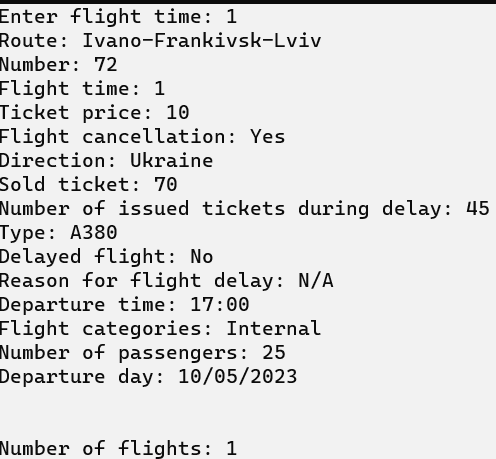 Enter flight time: 1
Route: Ivano-Frankivsk-Lviv
Number: 72
Flight time: 1
Ticket price: 10
Flight cancellation: Yes
Direction: Ukraine
Sold ticket: 70
Number of issued tickets during delay: 45
Type: A380
Delayed flight: No
Reason for flight delay: N/A
Departure time: 17:00
Flight categories: Internal
Number of passengers: 25
Departure day: 10/05/2023
Number of flights: 1